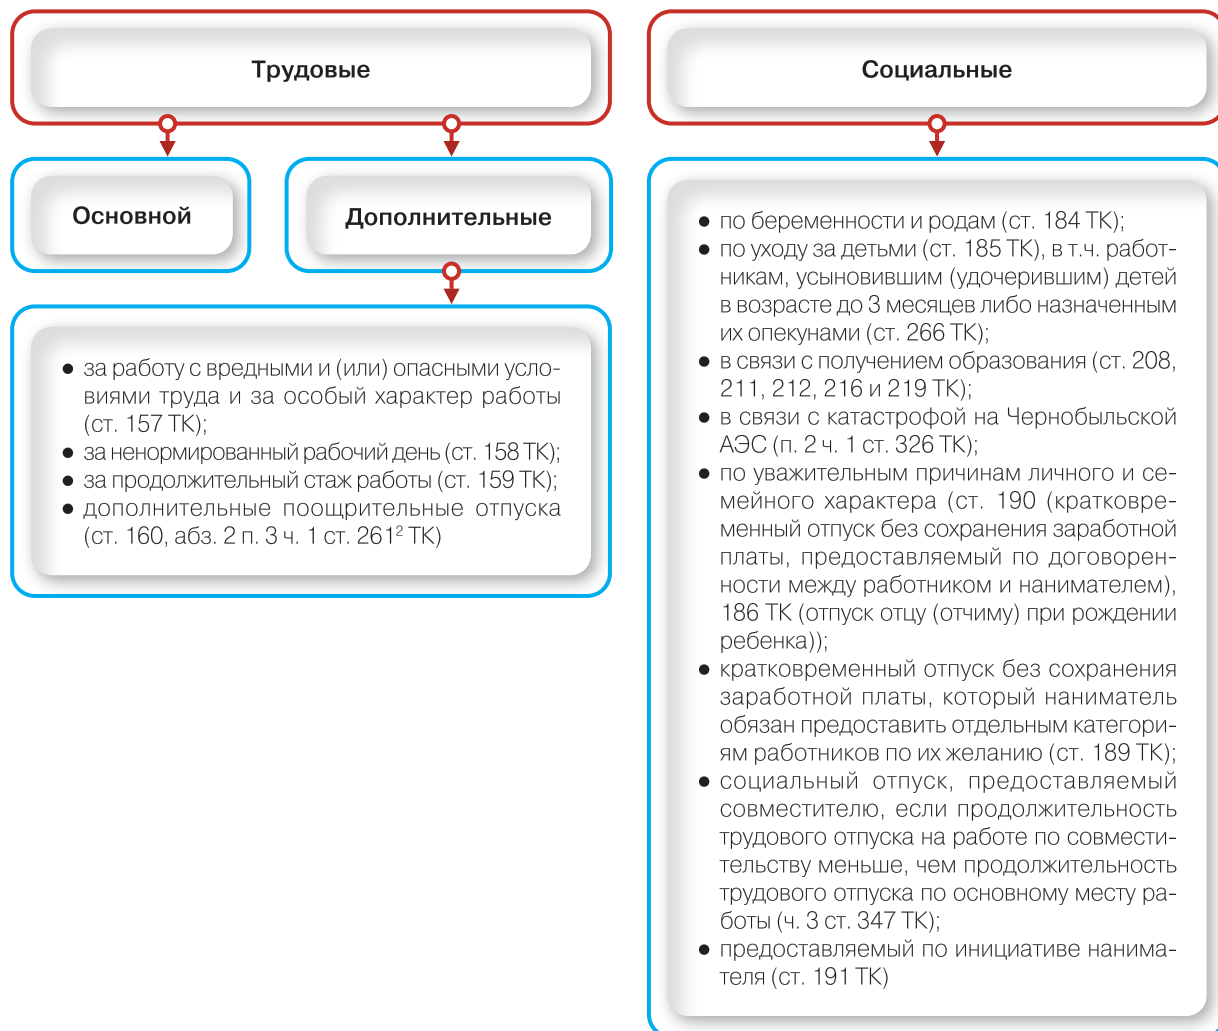 Трудовые
Основной
Дополнительные
● за работу с вредными и (или) опасными усло-
виями труда и за особый характер работы
(ст. 157 ТК);
● за ненормированный рабочий день (ст. 158 ТК);
● за продолжительный стаж работы (ст. 159 ТК);
● дополнительные поощрительные отпуска
(ст. 160, абз. 2 п. 3 ч. 1 ст. 261² ТК)
Социальные
● по беременности и родам (ст. 184 ТК);
● по уходу за детьми (ст. 185 ТК), в т.ч. работ-
никам, усыновившим (удочерившим) детей
в возрасте до 3 месяцев либо назначенным
их опекунами (ст. 266 ТК);
● в связи с получением образования (ст. 208,
211, 212, 216 и 219 ТК);
● в связи с катастрофой на Чернобыльской
АЭС (п. 2 ч. 1 ст. 326 ТК);
● по уважительным причинам личного и се-
мейного характера (ст. 190 (кратковре-
менный отпуск без сохранения заработной
платы, предоставляемый по договорен-
ности между работником и нанимателем),
186 ТК (отпуск отцу (отчиму) при рождении
ребенка));
● кратковременный отпуск без сохранения
заработной платы, который наниматель
обязан предоставить отдельным категори-
ям работников по их желанию (ст. 189 ТК);
● социальный отпуск, предоставляемый
совместителю, если продолжительность
трудового отпуска на работе по совмести-
тельству меньше, чем продолжительность
трудового отпуска по основному месту ра-
боты (ч. 3 ст. 347 ТК);
● предоставляемый по инициативе нанима-
теля (ст. 191 ТК)